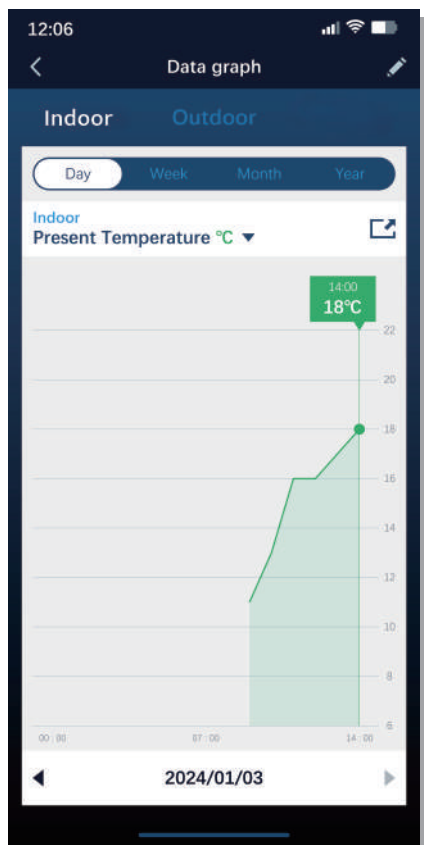 12:06
Data graph
Indoor Outdoor
Day Week Month Year
Indoor
Present Temperature °C
14:00
18°C
22
20
18
16
14
12
10
8
6
00 : 00 07 : 00 14 : 00
2024/01/03